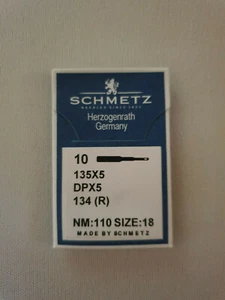 SCHMETZ
Herzogenrath
Germany
10
135X5
DPX5
134 (R)
NM:110 SIZE:18
MADE BY SCHMETZ